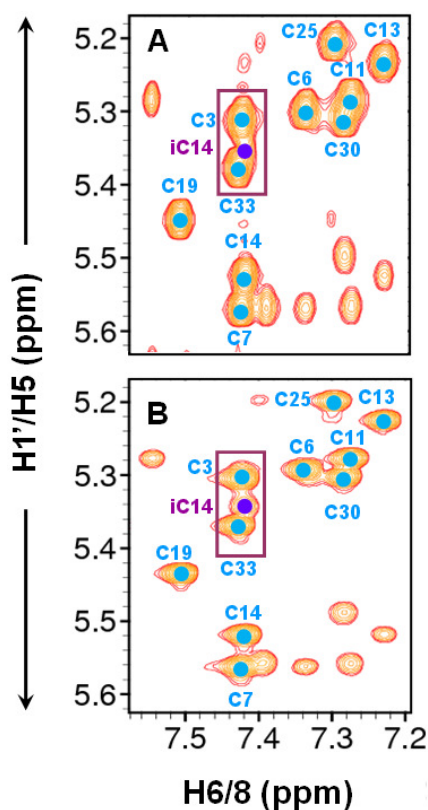 A
5.2
5.3
5.4
5.5
5.6
C25
C13
C6
C11
C3
iC14
C30
C19
C33
C14
C7
H1'/H5 (ppm)
B
5.2
5.3
5.4
5.5
5.6
C25
C13
C3
C6
C11
iC14
C30
C19
C33
C14
C7
7.5
7.4
7.3
7.2
H6/8 (ppm)